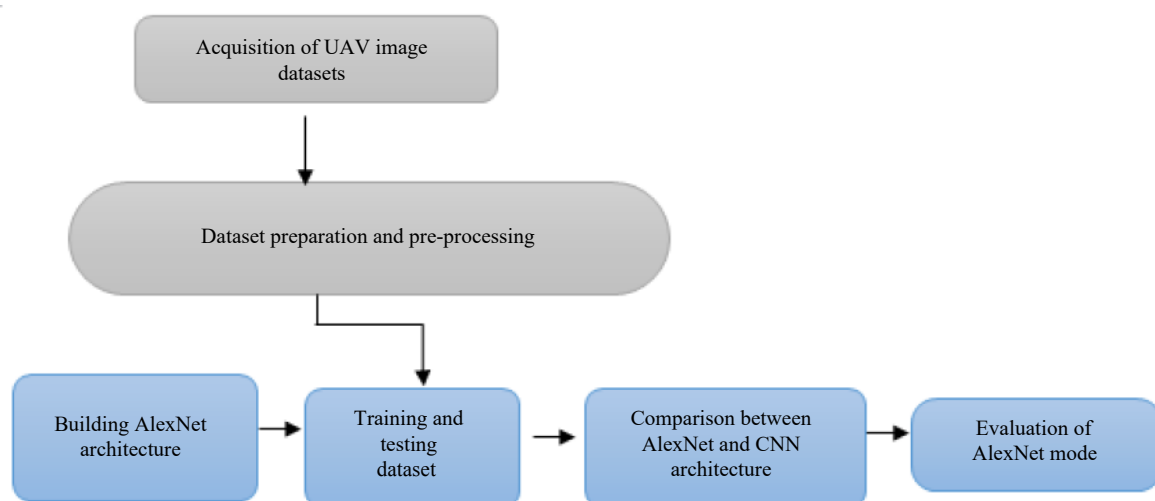 Acquisition of UAV image
datasets
Dataset preparation and pre-processing
Building AlexNet
architecture
Training and
testing
dataset
Comparison between
AlexNet and CNN
architecture
Evaluation of
AlexNet mode